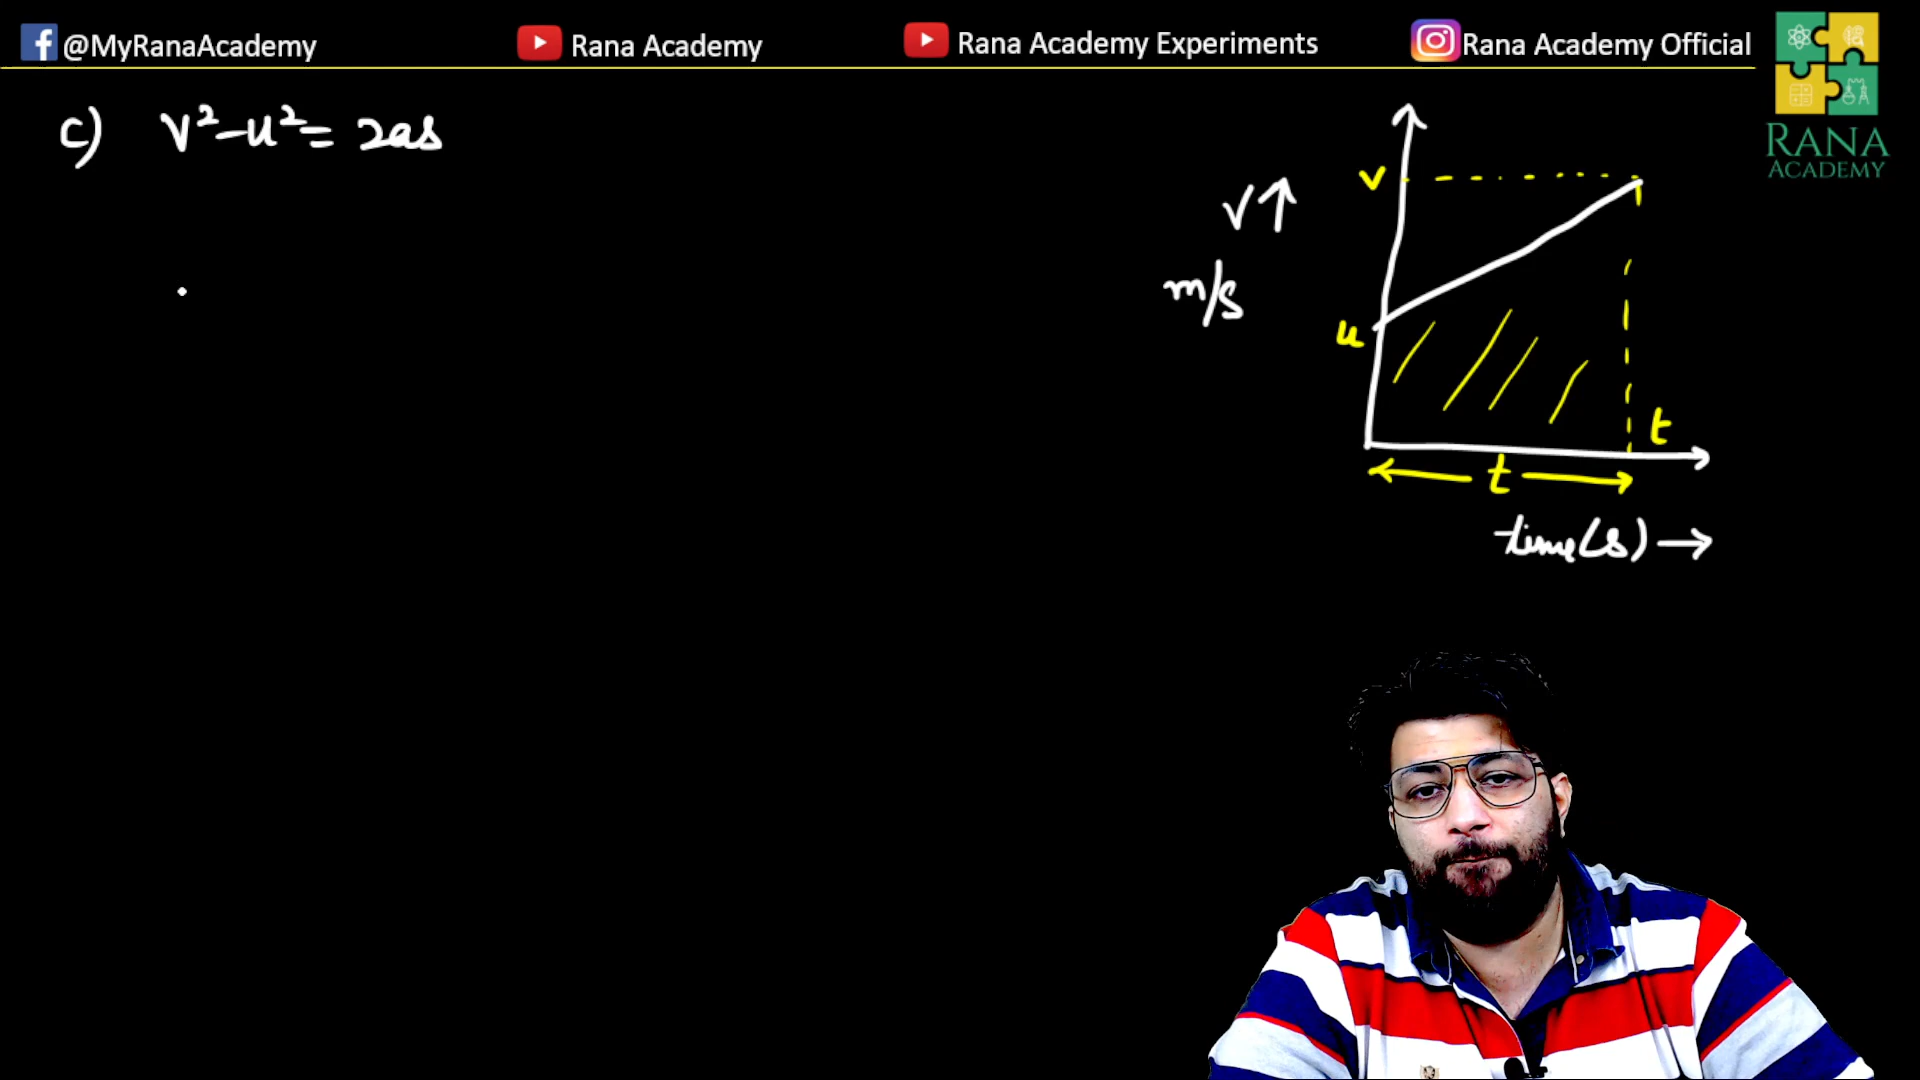 @MyRanaAcademy
Rana Academy
Rana Academy Experiments
Rana Academy Official
RANA
ACADEMY
c) v²-u² = 2as
v
v↑
m/s
u
t
t
time(s) →